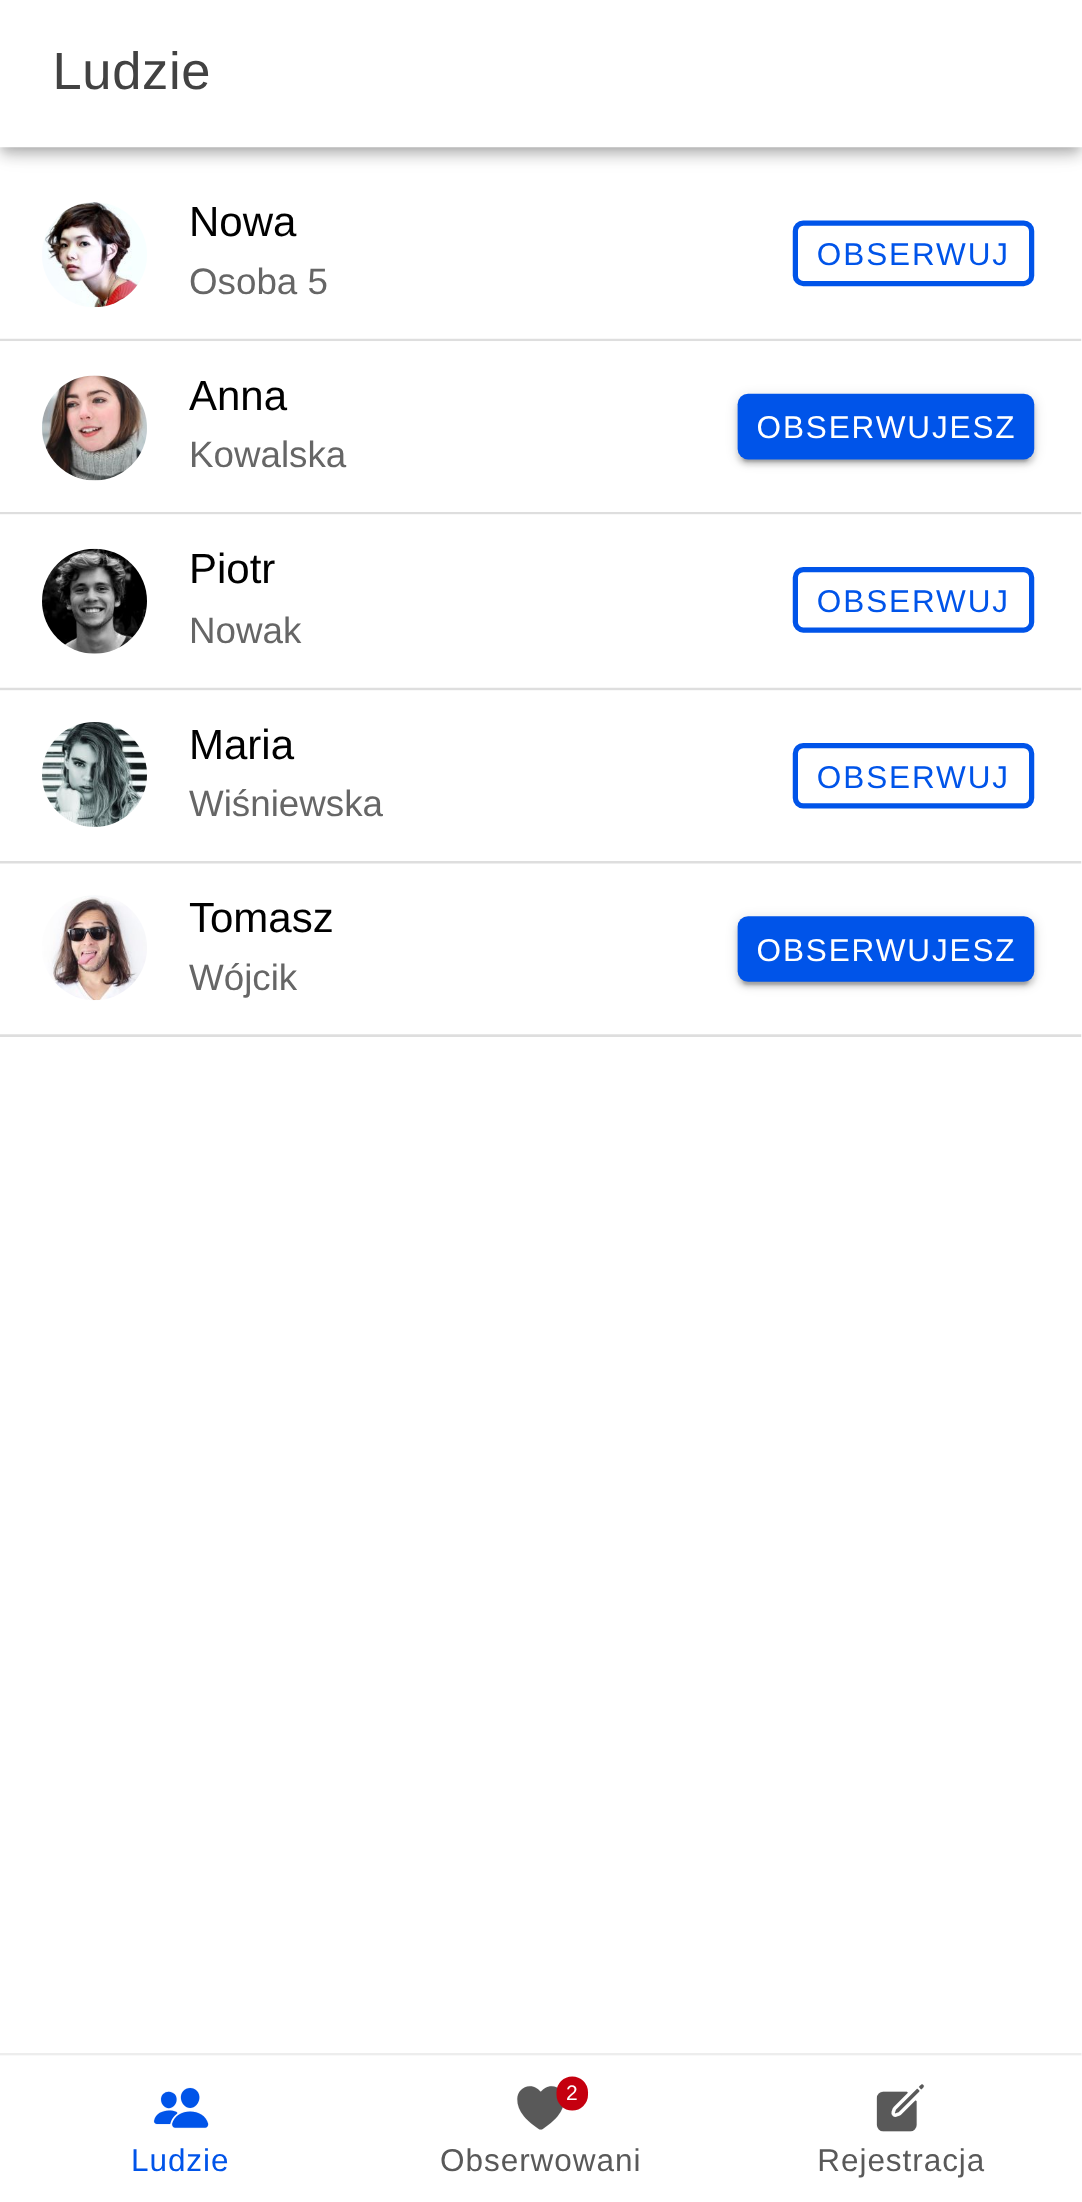 Ludzie
Nowa
Osoba 5
OBSERWUJ
Anna
Kowalska
OBSERWUJESZ
Piotr
Nowak
OBSERWUJ
Maria
Wiśniewska
OBSERWUJ
Tomasz
Wójcik
OBSERWUJESZ
2
Ludzie
Obserwowani
Rejestracja